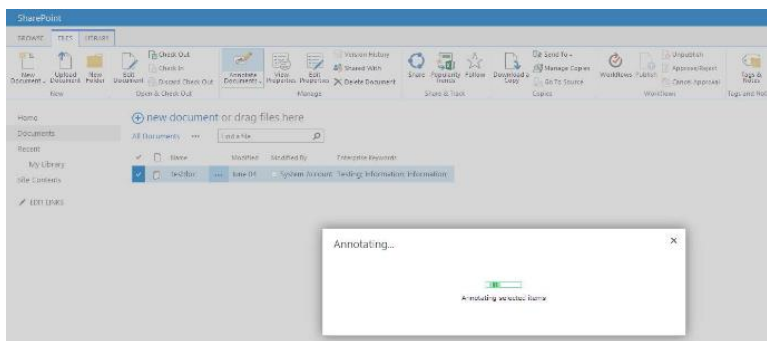 SharePoint
BROWSE FILES LIBRARY
New Document Upload Document New Folder
Edit Document Check Out Check In Discard Check Out
Annotate Documents View Properties Edit Properties Version History Shared With Delete Document
Share Popularity Trends Follow
Download a Copy Send To Manage Copies Go To Source
Workflows Publish Unpublish Approve/Reject Cancel Approval
Tags & Notes
New Open & Check Out Manage Share & Track Copies Workflows Tags and Not
Home
Documents
Recent
My Library
Site Contents
EDIT LINKS
new document or drag files here
All Documents ••• Find a file
Name Modified Modified By Enterprise Keywords
testdoc ... June 04 System Account Testing; Information; Information
Annotating... ×
Annotating selected items